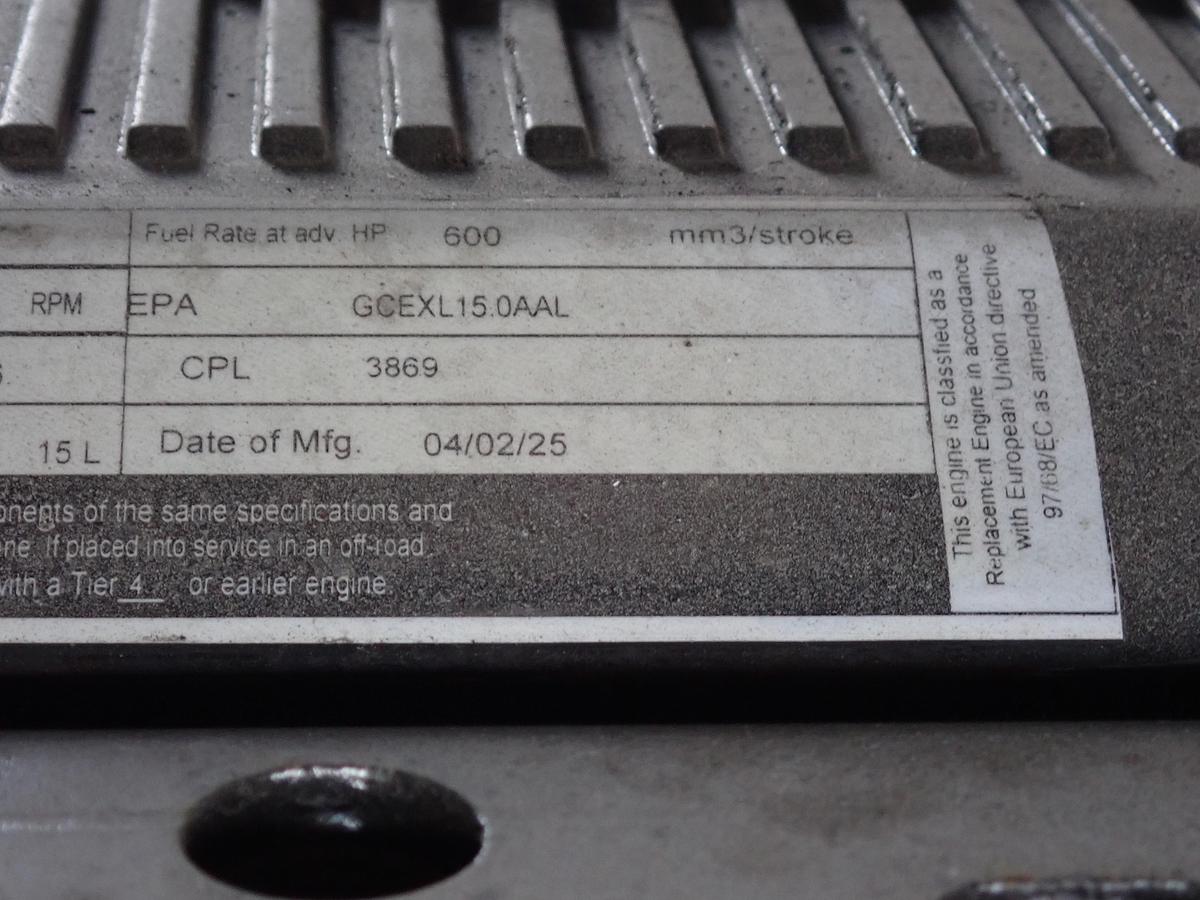 Fuel Rate at adv. HP 600 mm3/stroke
RPM EPA GCEXL15.0AAL
CPL 3869
15 L Date of Mfg. 04/02/25
of the same specifications and
If placed into service in an off-road
with a Tier 4 or earlier engine
This engine is classfied as a
Replacement Engine in accordance
with European Union directive
97/68/EC as amended